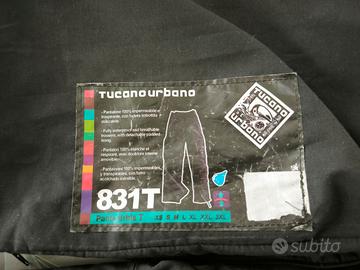 TUCANO URBANO
TUCANO
URBANO
- Pantalone 100% impermeabile e
traspirante, con fodera imbottita e
staccabile.
- Fully waterproof and breathable
trousers, with detachable padded
lining.
- Pantalon 100% étanche et
respirant, avec doublure interne
amovible.
- Pantalones 100% impermeables
y transpirables, con forro
acolchado extraíble.
831T
XS S M L XL XXL 3XL
subito